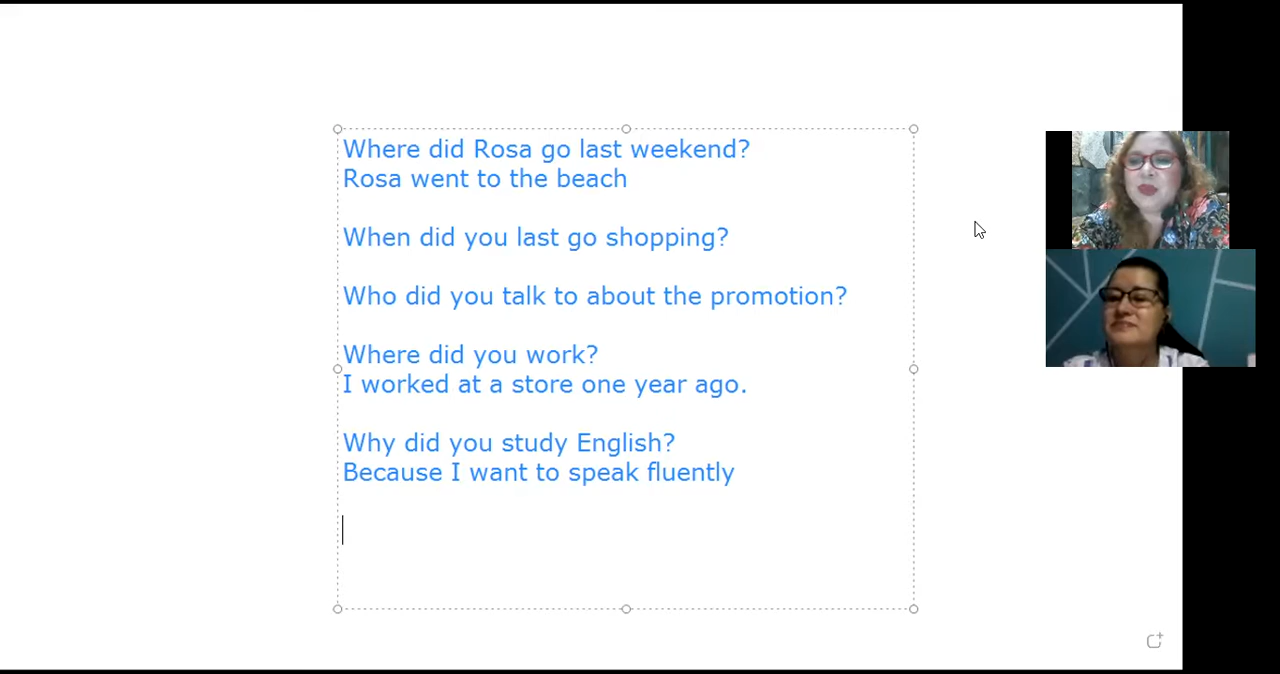 Where did Rosa go last weekend?
Rosa went to the beach
When did you last go shopping?
Who did you talk to about the promotion?
Where did you work?
I worked at a store one year ago.
Why did you study English?
Because I want to speak fluently